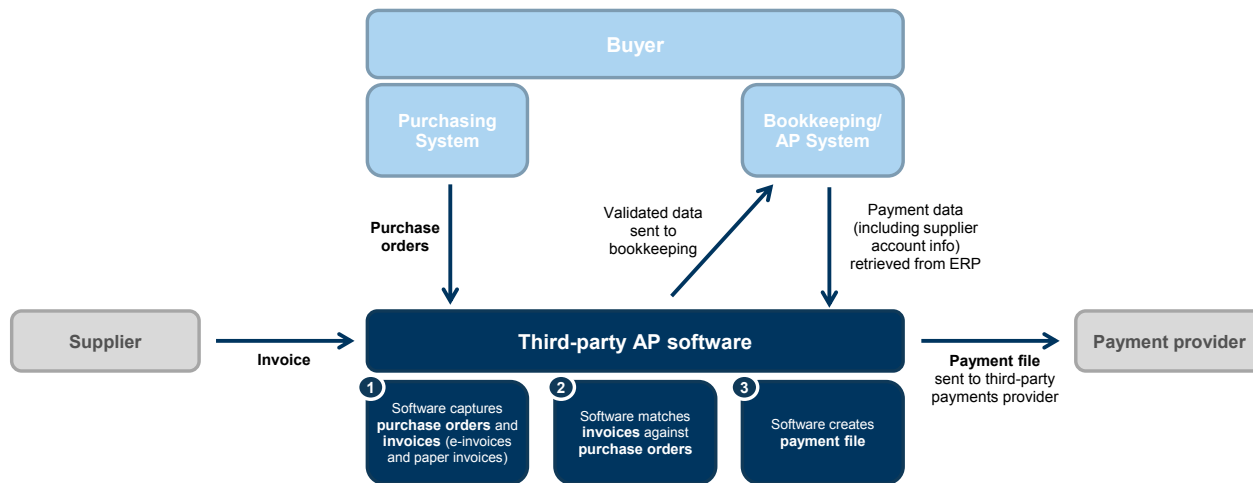 Buyer
Purchasing
System
Bookkeeping/
AP System
Purchase
orders
Validated data
sent to
bookkeeping
Payment data
(including supplier
account info)
retrieved from ERP
Supplier
Invoice
Third-party AP software
Payment file
sent to third-party
payments provider
Payment provider
1
Software captures
purchase orders and
invoices (e-invoices
and paper invoices)
2
Software matches
invoices against
purchase orders
3
Software creates
payment file